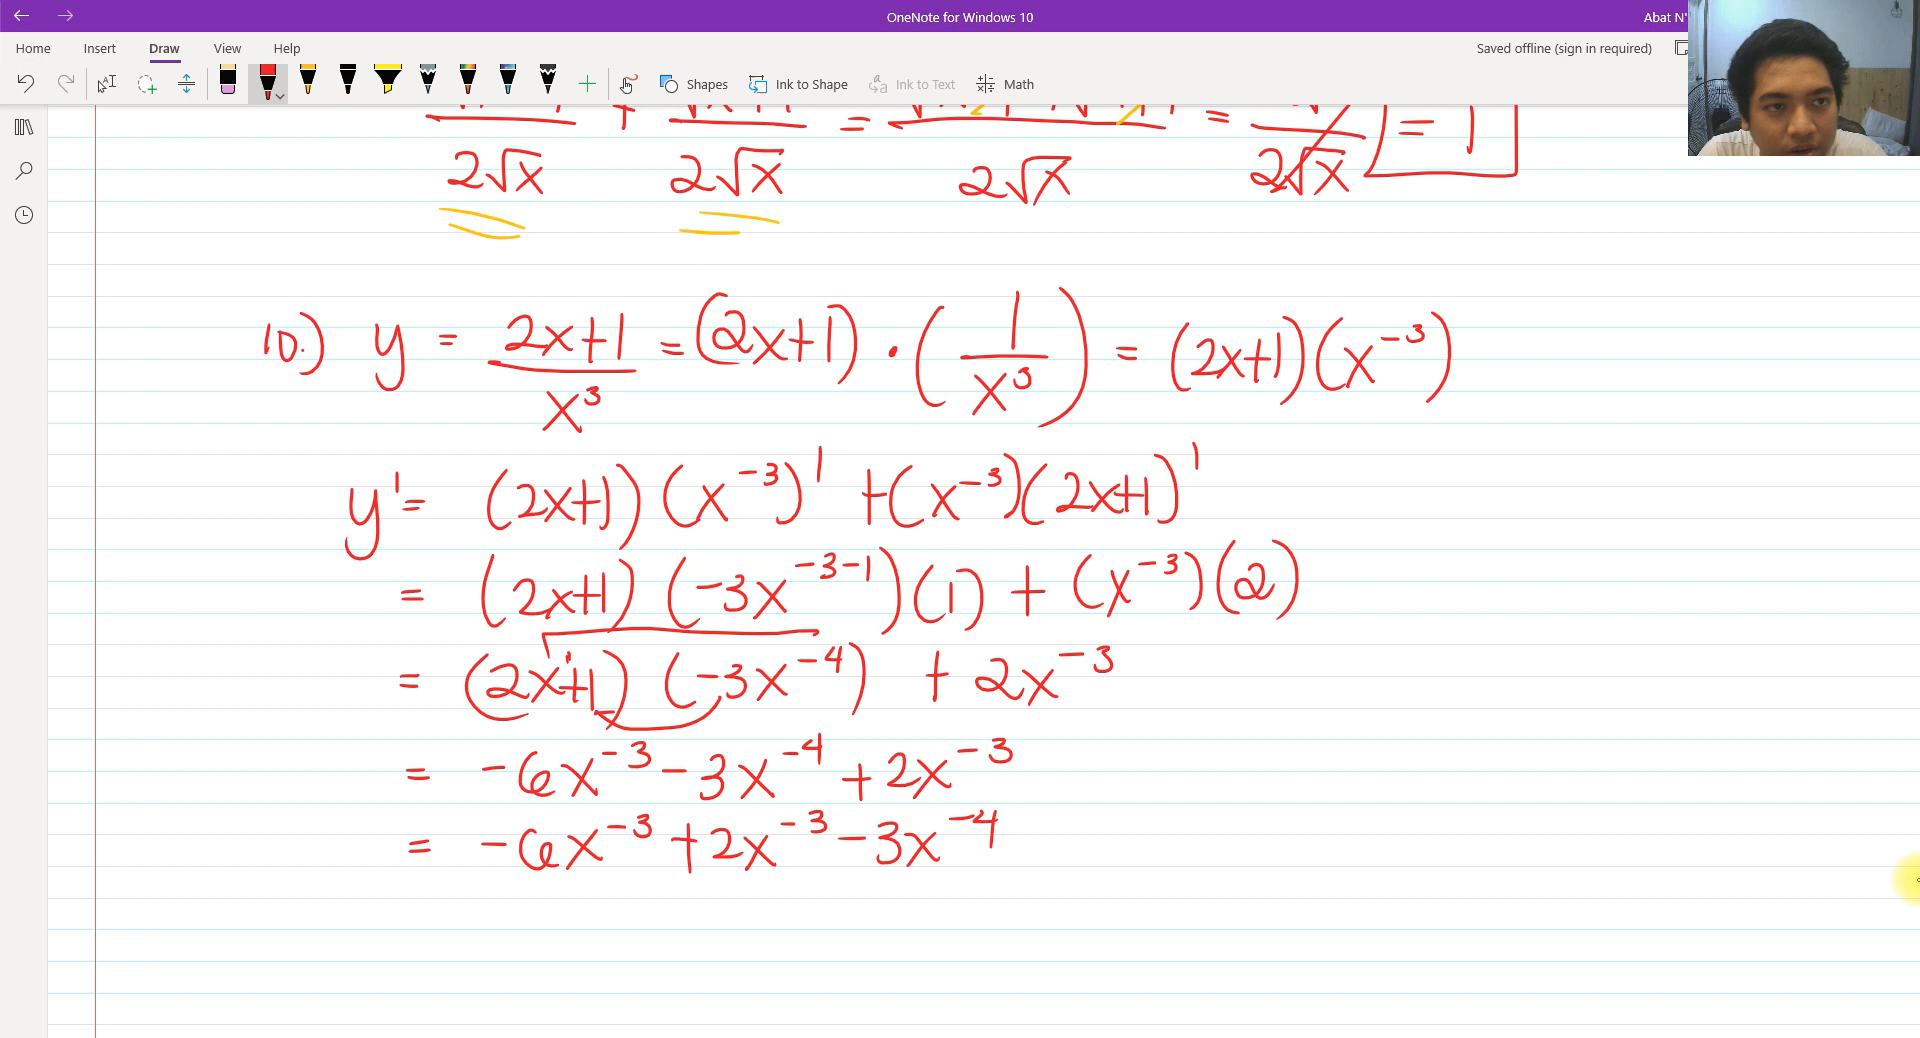 OneNote for Windows 10
Abat N'
Home Insert Draw View Help
Saved offline (sign in required)
Shapes Ink to Shape Ink to Text Math
+ = = = 1
2√x 2√x 2√x 2√x
10.) y = 2x+1 / x³ = (2x+1) · (1 / x³) = (2x+1)(x⁻³)
y' = (2x+1)(x⁻³)' + (x⁻³)(2x+1)'
= (2x+1)(-3x⁻³⁻¹)(1) + (x⁻³)(2)
= (2x¹+1)(-3x⁻⁴) + 2x⁻³
= -6x⁻³ - 3x⁻⁴ + 2x⁻³
= -6x⁻³ + 2x⁻³ - 3x⁻⁴